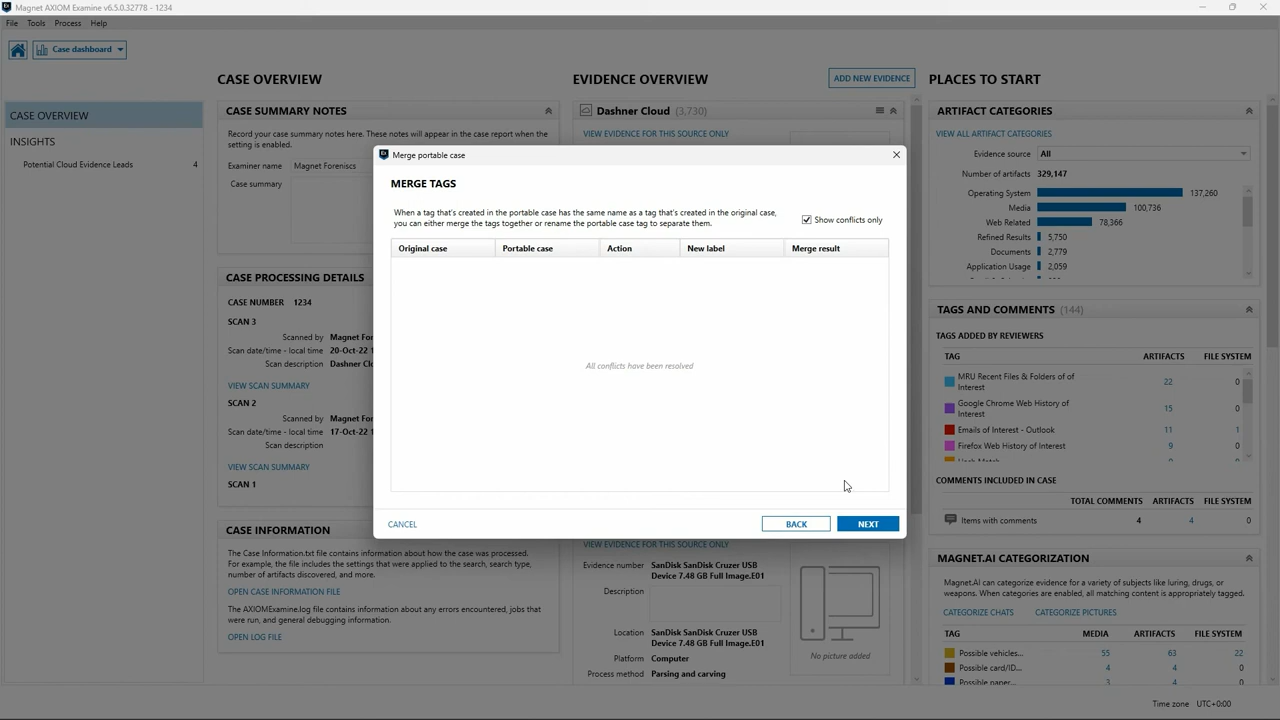 Magnet AXIOM Examine v6.5.0.32778 - 1234
File Tools Process Help
Case dashboard
CASE OVERVIEW
INSIGHTS
Potential Cloud Evidence Leads 4
CASE OVERVIEW
CASE SUMMARY NOTES
Record your case summary notes here. These notes will appear in the case report when the
setting is enabled.
Examiner name Magnet Foreniscs
Case summary
CASE PROCESSING DETAILS
CASE NUMBER 1234
SCAN 3
Scanned by Magnet For
Scan date/time - local time 20-Oct-22 1
Scan description Dashner Clo
VIEW SCAN SUMMARY
SCAN 2
Scanned by Magnet For
Scan date/time - local time 17-Oct-22 1
Scan description
VIEW SCAN SUMMARY
SCAN 1
CASE INFORMATION
The Case Information.txt file contains information about how the case was processed.
For example, the file includes the settings that were applied to the search, search type,
number of artifacts discovered, and more.
OPEN CASE INFORMATION FILE
The AXIOMExamine.log file contains information about any errors encountered, jobs that
were run, and general debugging information.
OPEN LOG FILE
EVIDENCE OVERVIEW
ADD NEW EVIDENCE
Dashner Cloud (3,730)
VIEW EVIDENCE FOR THIS SOURCE ONLY
Merge portable case
MERGE TAGS
When a tag that's created in the portable case has the same name as a tag that's created in the original case,
you can either merge the tags together or rename the portable case tag to separate them.
Show conflicts only
Original case Portable case Action New label Merge result
All conflicts have been resolved
CANCEL BACK NEXT
VIEW EVIDENCE FOR THIS SOURCE ONLY
Evidence number SanDisk SanDisk Cruzer USB
Device 7.48 GB Full Image.E01
Description
Location SanDisk SanDisk Cruzer USB
Device 7.48 GB Full Image.E01
Platform Computer
Process method Parsing and carving
No picture added
PLACES TO START
ARTIFACT CATEGORIES
VIEW ALL ARTIFACT CATEGORIES
Evidence source All
Number of artifacts 329,147
Operating System 137,260
Media 100,736
Web Related 78,366
Refined Results 5,750
Documents 2,779
Application Usage 2,059
TAGS AND COMMENTS (144)
TAGS ADDED BY REVIEWERS
TAG ARTIFACTS FILE SYSTEM
MRU Recent Files & Folders of of
Interest 22 0
Google Chrome Web History of
Interest 15 0
Emails of Interest - Outlook 11 1
Firefox Web History of Interest 9 0
COMMENTS INCLUDED IN CASE
TOTAL COMMENTS ARTIFACTS FILE SYSTEM
Items with comments 4 4 0
MAGNET.AI CATEGORIZATION
Magnet.AI can categorize evidence for a variety of subjects like luring, drugs, or
weapons. When categories are enabled, all matching content is appropriately tagged.
CATEGORIZE CHATS CATEGORIZE PICTURES
TAG MEDIA ARTIFACTS FILE SYSTEM
Possible vehicles... 55 63 22
Possible card/ID... 4 4 0
Possible paper... 3 4 0
Time zone UTC+0:00